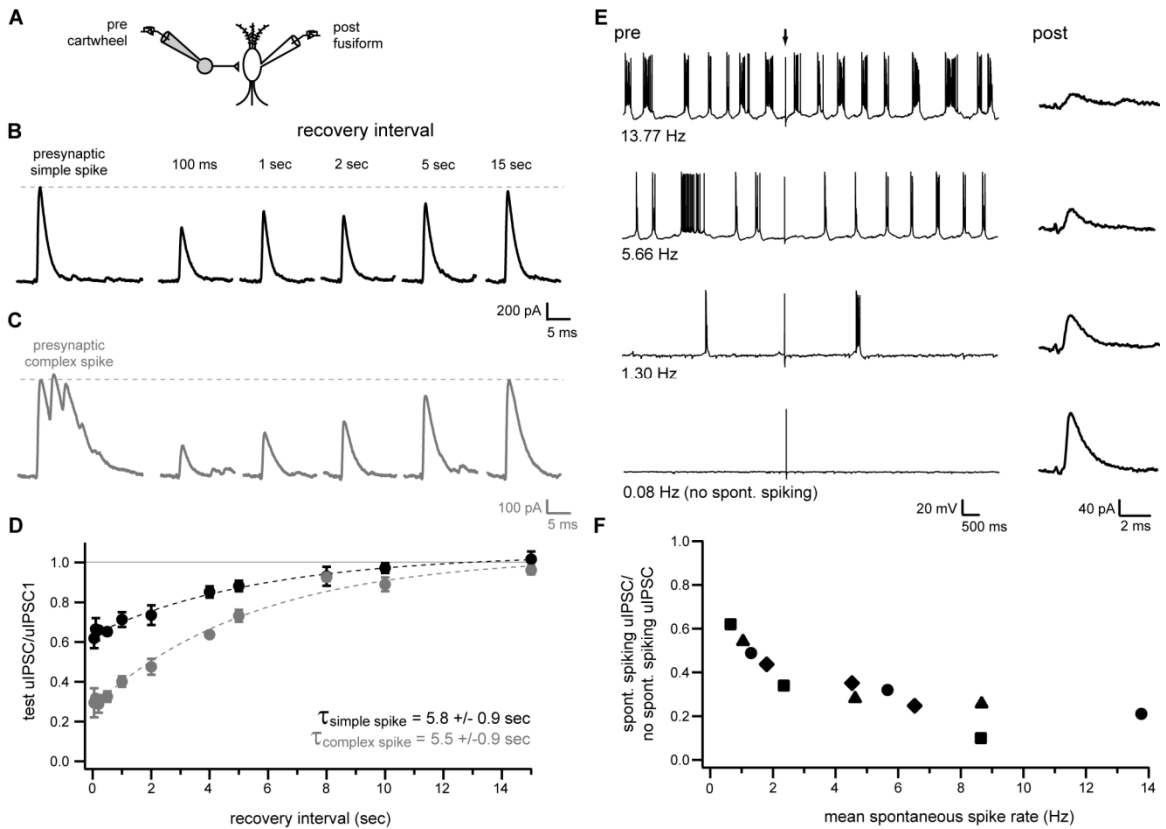 A
pre
cartwheel
post
fusiform
B
recovery interval
presynaptic
simple spike
100 ms
1 sec
2 sec
5 sec
15 sec
200 pA
5 ms
C
presynaptic
complex spike
100 pA
5 ms
D
test uIPSC/uIPSC1
1.0
0.8
0.6
0.4
0.2
0.0
τsimple spike = 5.8 +/- 0.9 sec
τcomplex spike = 5.5 +/-0.9 sec
0
2
4
6
8
10
12
14
recovery interval (sec)
E
pre
post
13.77 Hz
5.66 Hz
1.30 Hz
0.08 Hz (no spont. spiking)
20 mV
500 ms
40 pA
2 ms
F
spont. spiking uIPSC/
no spont. spiking uIPSC
1.0
0.8
0.6
0.4
0.2
0.0
0
2
4
6
8
10
12
14
mean spontaneous spike rate (Hz)